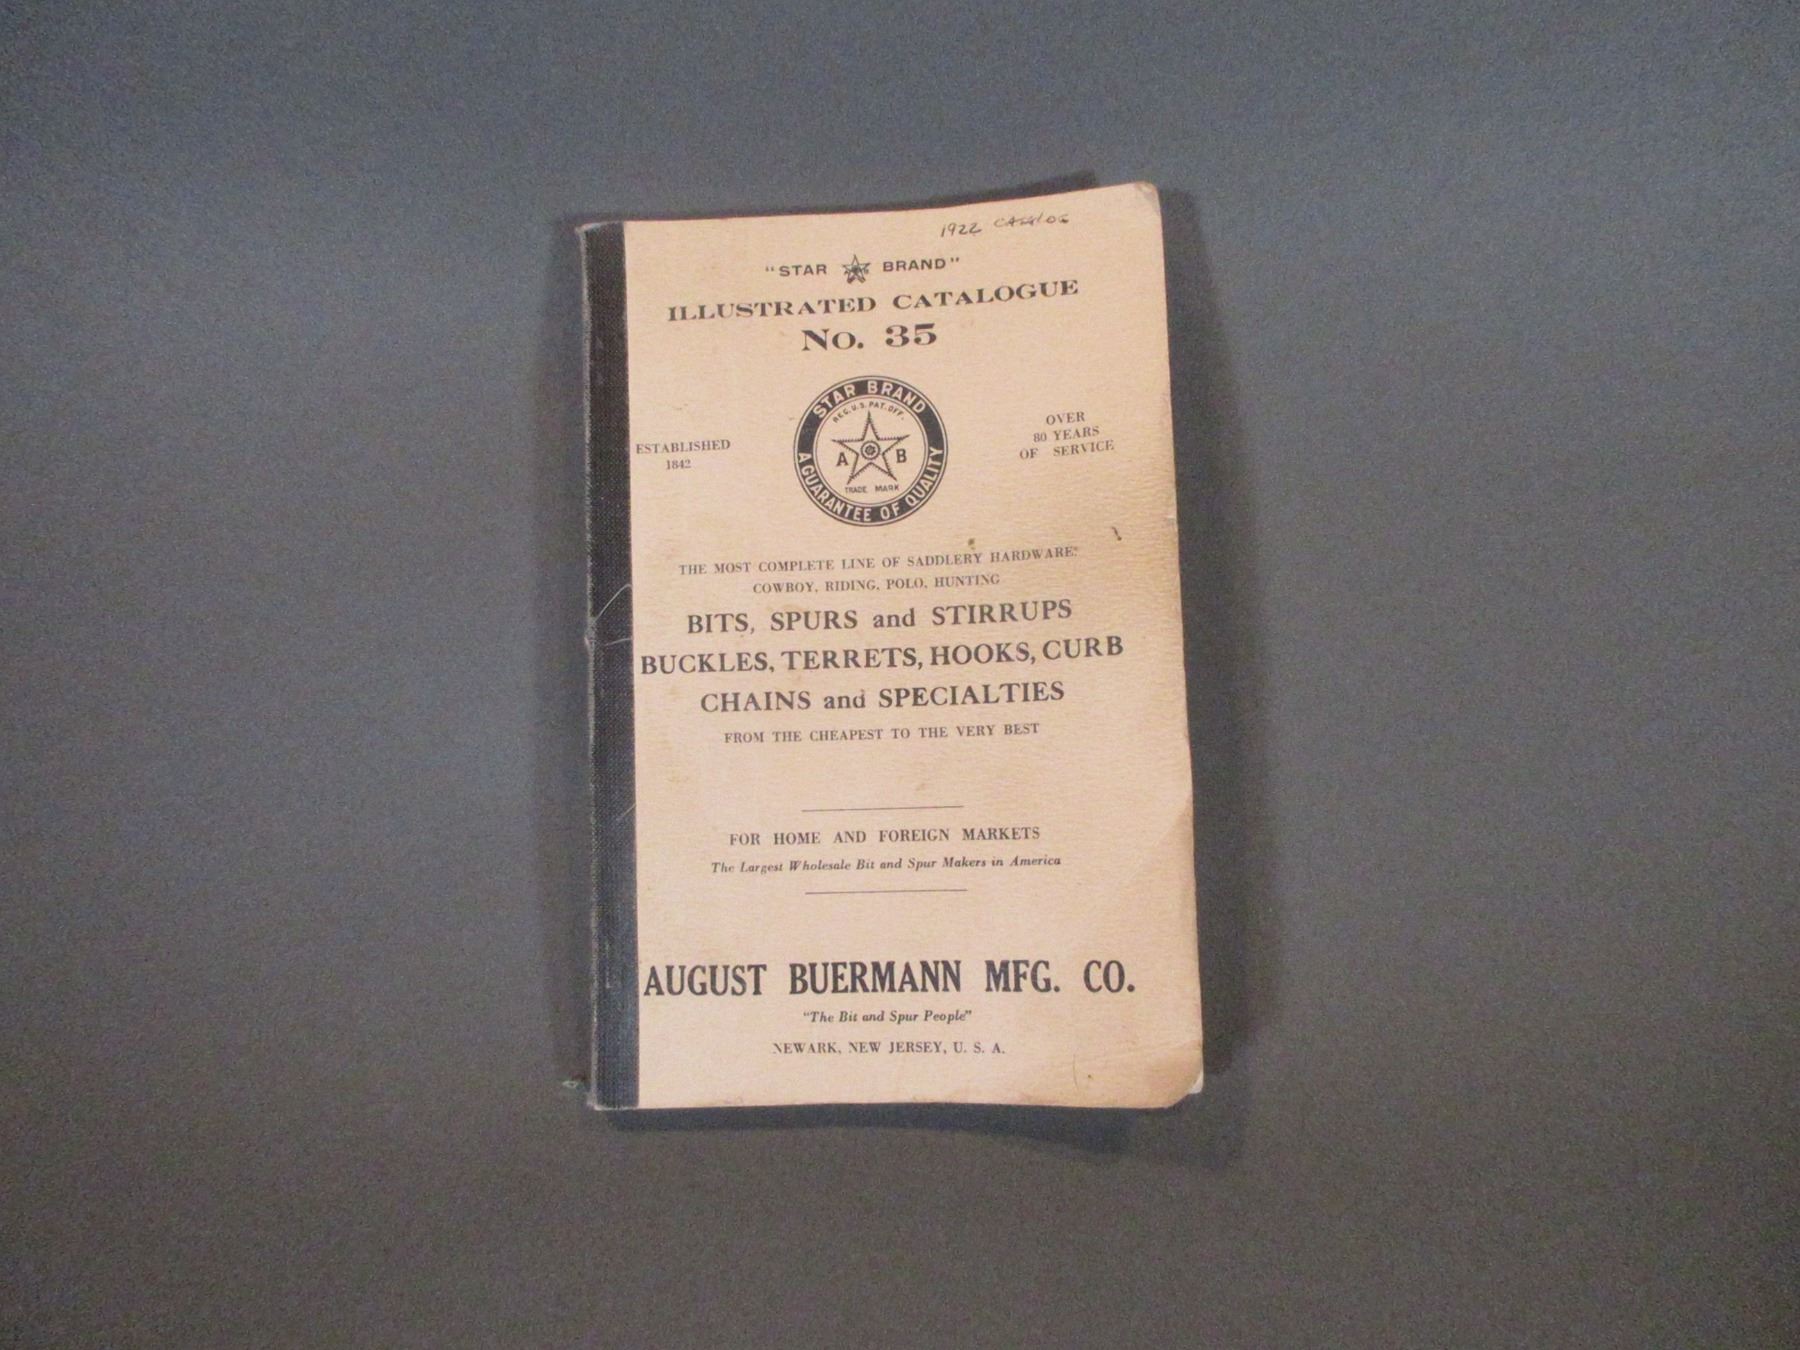 1922 CATALOG
"STAR BRAND"
ILLUSTRATED CATALOGUE
No. 35
STAR BRAND
REG. U.S. PAT. OFF.
A B
TRADE MARK
A GUARANTEE OF QUALITY
ESTABLISHED
1842
OVER
80 YEARS
OF SERVICE
THE MOST COMPLETE LINE OF SADDLERY HARDWARE:
COWBOY, RIDING, POLO, HUNTING
BITS, SPURS and STIRRUPS
BUCKLES, TERRETS, HOOKS, CURB
CHAINS and SPECIALTIES
FROM THE CHEAPEST TO THE VERY BEST
FOR HOME AND FOREIGN MARKETS
The Largest Wholesale Bit and Spur Makers in America
AUGUST BUERMANN MFG. CO.
"The Bit and Spur People"
NEWARK, NEW JERSEY, U. S. A.